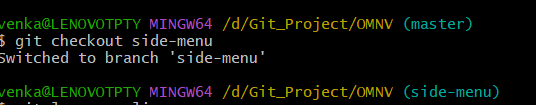 venka@LENOVOTPTY MINGW64 /d/Git_Project/OMNV (master)
$ git checkout side-menu
Switched to branch 'side-menu'
venka@LENOVOTPTY MINGW64 /d/Git_Project/OMNV (side-menu)